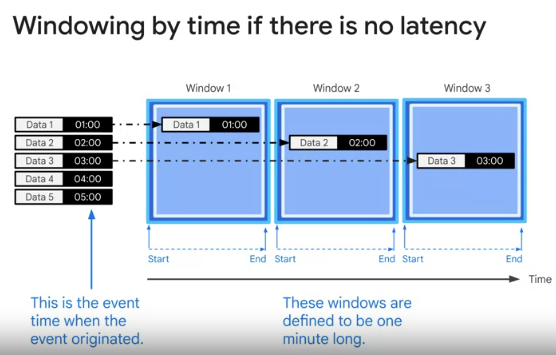 Windowing by time if there is no latency
Window 1
Window 2
Window 3
Data 1 01:00
Data 2 02:00
Data 3 03:00
Data 4 04:00
Data 5 05:00
Data 1 01:00
Data 2 02:00
Data 3 03:00
Start End Start End Start End
Time
This is the event
time when the
event originated.
These windows are
defined to be one
minute long.